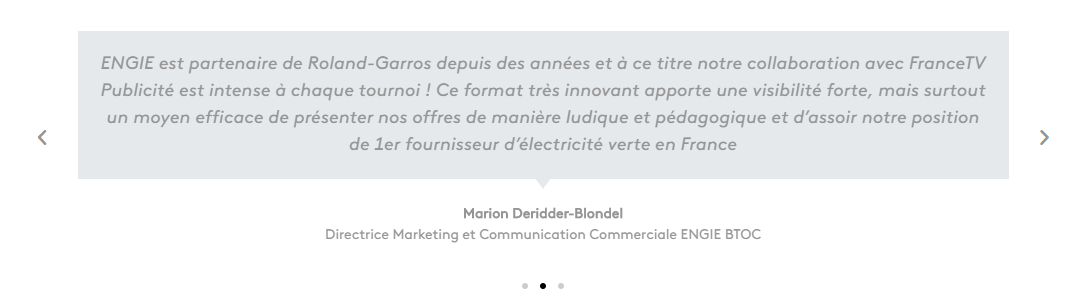 ENGIE est partenaire de Roland-Garros depuis des années et à ce titre notre collaboration avec FranceTV
Publicité est intense à chaque tournoi ! Ce format très innovant apporte une visibilité forte, mais surtout
un moyen efficace de présenter nos offres de manière ludique et pédagogique et d’assoir notre position
de 1er fournisseur d’électricité verte en France
Marion Deridder-Blondel
Directrice Marketing et Communication Commerciale ENGIE BTOC